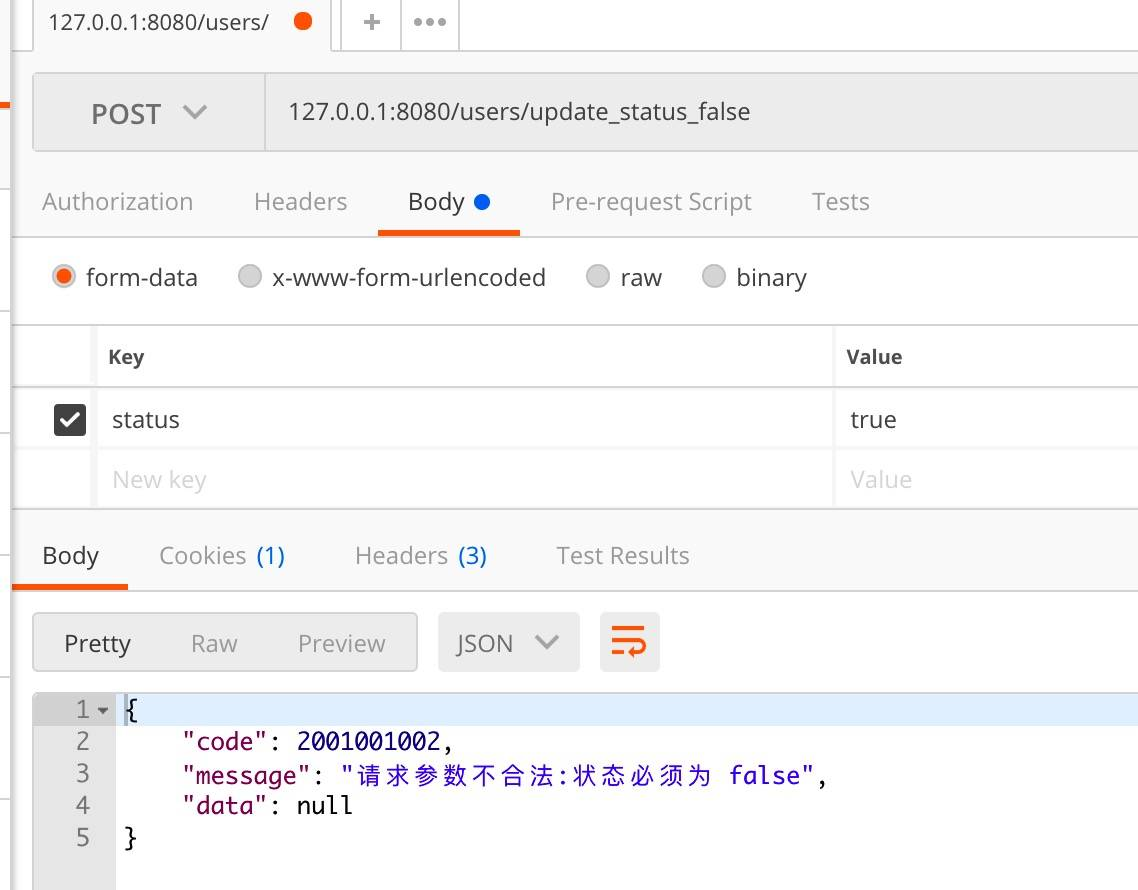 127.0.0.1:8080/users/
POST 127.0.0.1:8080/users/update_status_false
Authorization Headers Body Pre-request Script Tests
form-data x-www-form-urlencoded raw binary
Key Value
status true
New key Value
Body Cookies (1) Headers (3) Test Results
Pretty Raw Preview JSON
1 {
2 "code": 2001001002,
3 "message": "请求参数不合法:状态必须为 false",
4 "data": null
5 }